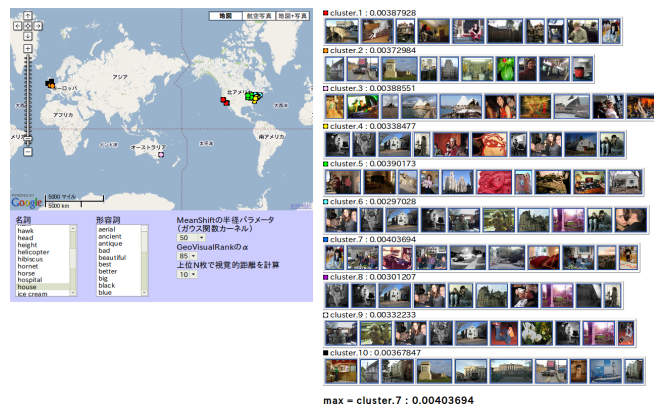 地図
航空写真
地図+写真
アジア
ヨーロッパ
北アメリカ
大西洋
アフリカ
インド洋
太平洋
オーストラリア
南アメリカ
POWERED BY
Google
5000 マイル
5000 km
名詞
hawk
head
height
helicopter
hibiscus
hornet
horse
hospital
house
ice cream
形容詞
aerial
ancient
antique
bad
beautiful
best
better
big
black
blue
MeanShiftの半径パラメータ
(ガウス関数カーネル)
50
GeoVisualRankのα
85
上位N枚で視覚的距離を計算
10
cluster.1 : 0.00387928
cluster.2 : 0.00372984
cluster.3 : 0.00388551
cluster.4 : 0.00338477
cluster.5 : 0.00390173
cluster.6 : 0.00297028
cluster.7 : 0.00403694
cluster.8 : 0.00301207
cluster.9 : 0.00332233
cluster.10 : 0.00367847
max = cluster.7 : 0.00403694